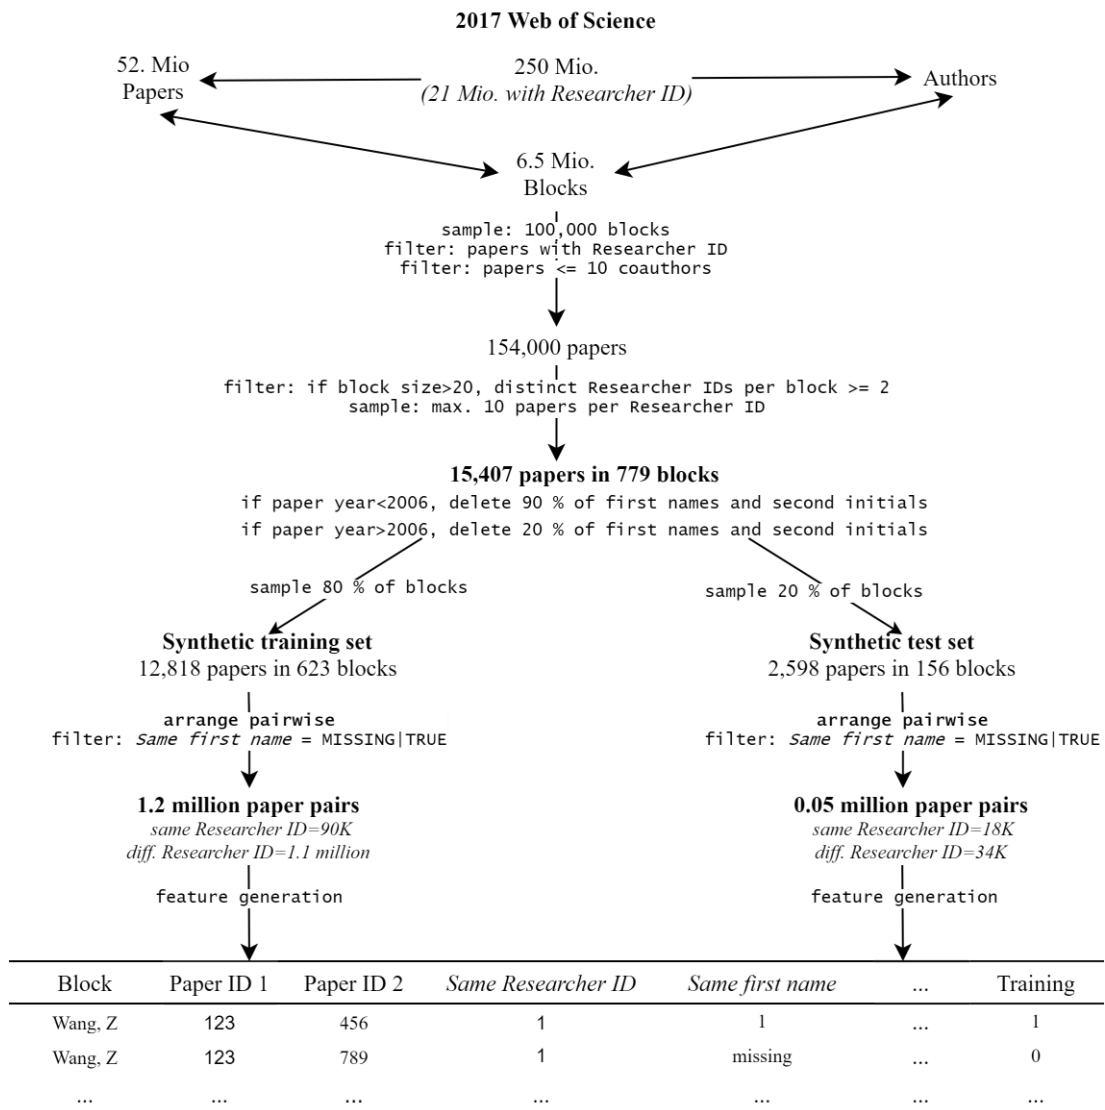 2017 Web of Science
52. Mio
Papers
250 Mio.
(21 Mio. with Researcher ID)
Authors
6.5 Mio.
Blocks
sample: 100,000 blocks
filter: papers with Researcher ID
filter: papers <= 10 coauthors
154,000 papers
filter: if block size>20, distinct Researcher IDs per block >= 2
sample: max. 10 papers per Researcher ID
15,407 papers in 779 blocks
if paper year<2006, delete 90 % of first names and second initials
if paper year>2006, delete 20 % of first names and second initials
sample 80 % of blocks
sample 20 % of blocks
Synthetic training set
12,818 papers in 623 blocks
Synthetic test set
2,598 papers in 156 blocks
arrange pairwise
filter: Same first name = MISSING|TRUE
arrange pairwise
filter: Same first name = MISSING|TRUE
1.2 million paper pairs
same Researcher ID=90K
diff. Researcher ID=1.1 million
0.05 million paper pairs
same Researcher ID=18K
diff. Researcher ID=34K
feature generation
feature generation
Block Paper ID 1 Paper ID 2 Same Researcher ID Same first name ... Training
Wang, Z 123 456 1 1 ... 1
Wang, Z 123 789 1 missing ... 0
... ... ... ... ... ... ...